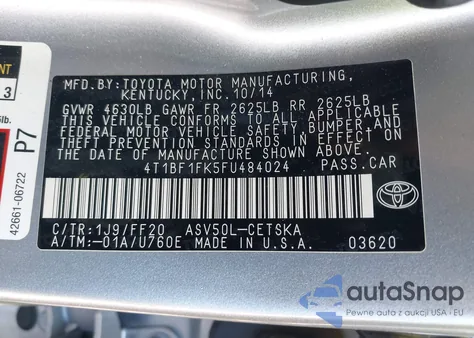 MFD.BY:TOYOTA MOTOR MANUFACTURING,
KENTUCKY, INC. 10/14
GVWR 4630LB GAWR FR 2625LB RR 2625LB
THIS VEHICLE CONFORMS TO ALL APPLICABLE
FEDERAL MOTOR VEHICLE SAFETY, BUMPER AND
THEFT PREVENTION STANDARDS IN EFFECT ON
THE DATE OF MANUFACTURE SHOWN ABOVE.
4T1BF1FK5FU484024 PASS.CAR
C/TR:1J9/FF20 ASV50L-CETSKA
A/TM:-01A/U760E MADE IN U.S.A. 03620
TOYOTA
3
P7
42661-06722
autoSnap
Pewne auta z aukcji USA i EU